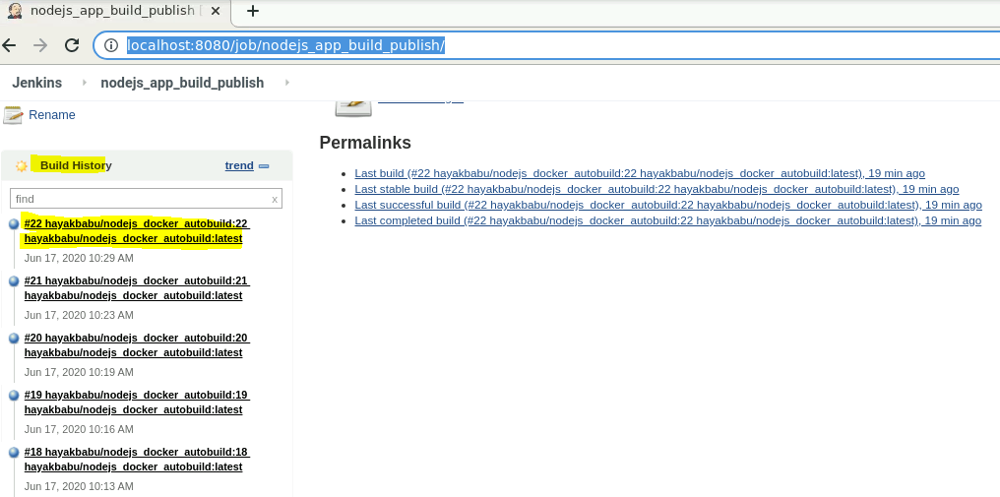 nodejs_app_build_publish [
localhost:8080/job/nodejs_app_build_publish/
Jenkins nodejs_app_build_publish
Rename
Build History trend
find x
#22 hayakbabu/nodejs_docker_autobuild:22
hayakbabu/nodejs_docker_autobuild:latest
Jun 17, 2020 10:29 AM
#21 hayakbabu/nodejs_docker_autobuild:21
hayakbabu/nodejs_docker_autobuild:latest
Jun 17, 2020 10:23 AM
#20 hayakbabu/nodejs_docker_autobuild:20
hayakbabu/nodejs_docker_autobuild:latest
Jun 17, 2020 10:19 AM
#19 hayakbabu/nodejs_docker_autobuild:19
hayakbabu/nodejs_docker_autobuild:latest
Jun 17, 2020 10:16 AM
#18 hayakbabu/nodejs_docker_autobuild:18
hayakbabu/nodejs_docker_autobuild:latest
Jun 17, 2020 10:13 AM
Permalinks
Last build (#22 hayakbabu/nodejs_docker_autobuild:22 hayakbabu/nodejs_docker_autobuild:latest), 19 min ago
Last stable build (#22 hayakbabu/nodejs_docker_autobuild:22 hayakbabu/nodejs_docker_autobuild:latest), 19 min ago
Last successful build (#22 hayakbabu/nodejs_docker_autobuild:22 hayakbabu/nodejs_docker_autobuild:latest), 19 min ago
Last completed build (#22 hayakbabu/nodejs_docker_autobuild:22 hayakbabu/nodejs_docker_autobuild:latest), 19 min ago